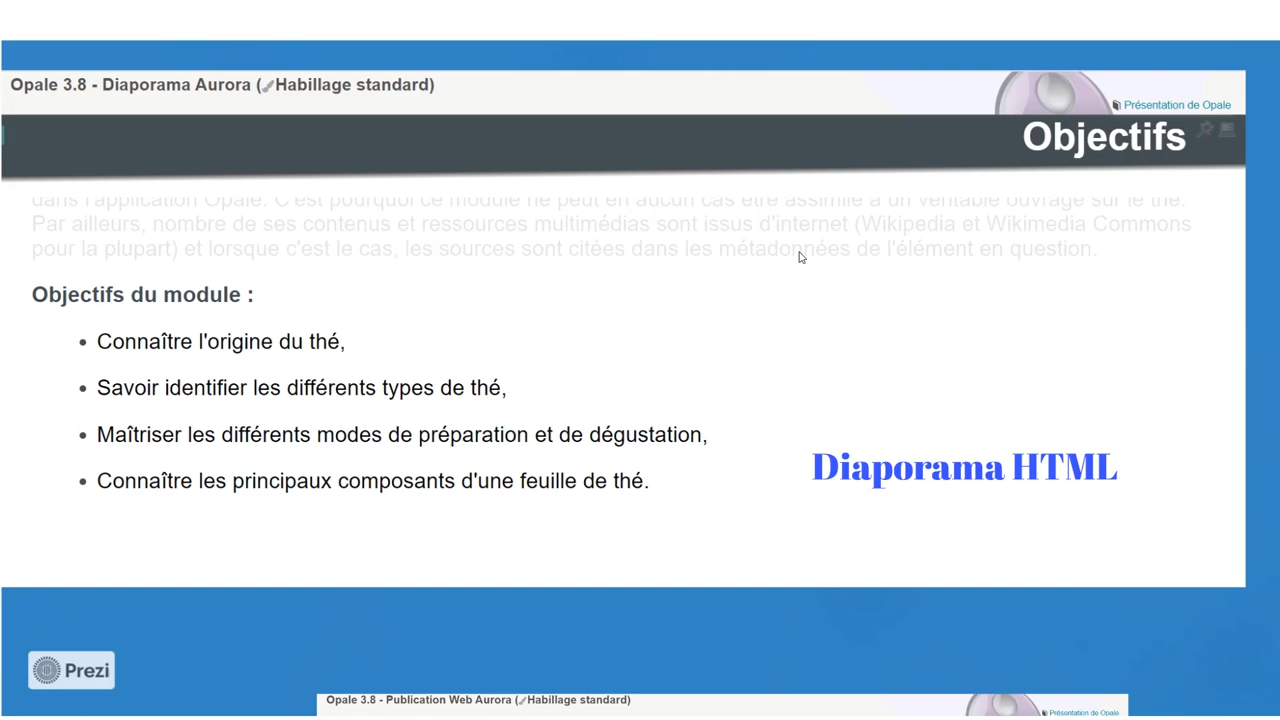 Opale 3.8 - Diaporama Aurora (Habillage standard)
Présentation de Opale
Objectifs
dans l'application Opale. C'est pourquoi ce module ne peut en aucun cas être assimilé à un véritable ouvrage sur le thé.
Par ailleurs, nombre de ses contenus et ressources multimédias sont issus d'internet (Wikipedia et Wikimedia Commons
pour la plupart) et lorsque c'est le cas, les sources sont citées dans les métadonnées de l'élément en question.
Objectifs du module :
• Connaître l'origine du thé,
• Savoir identifier les différents types de thé,
• Maîtriser les différents modes de préparation et de dégustation,
• Connaître les principaux composants d'une feuille de thé.
Diaporama HTML
Prezi
Opale 3.8 - Publication Web Aurora (Habillage standard)
Présentation de Opale